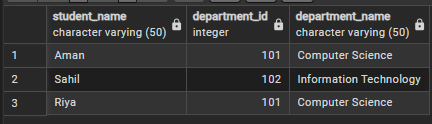 student_name department_id department_name
character varying (50) integer character varying (50)
1 Aman 101 Computer Science
2 Sahil 102 Information Technology
3 Riya 101 Computer Science